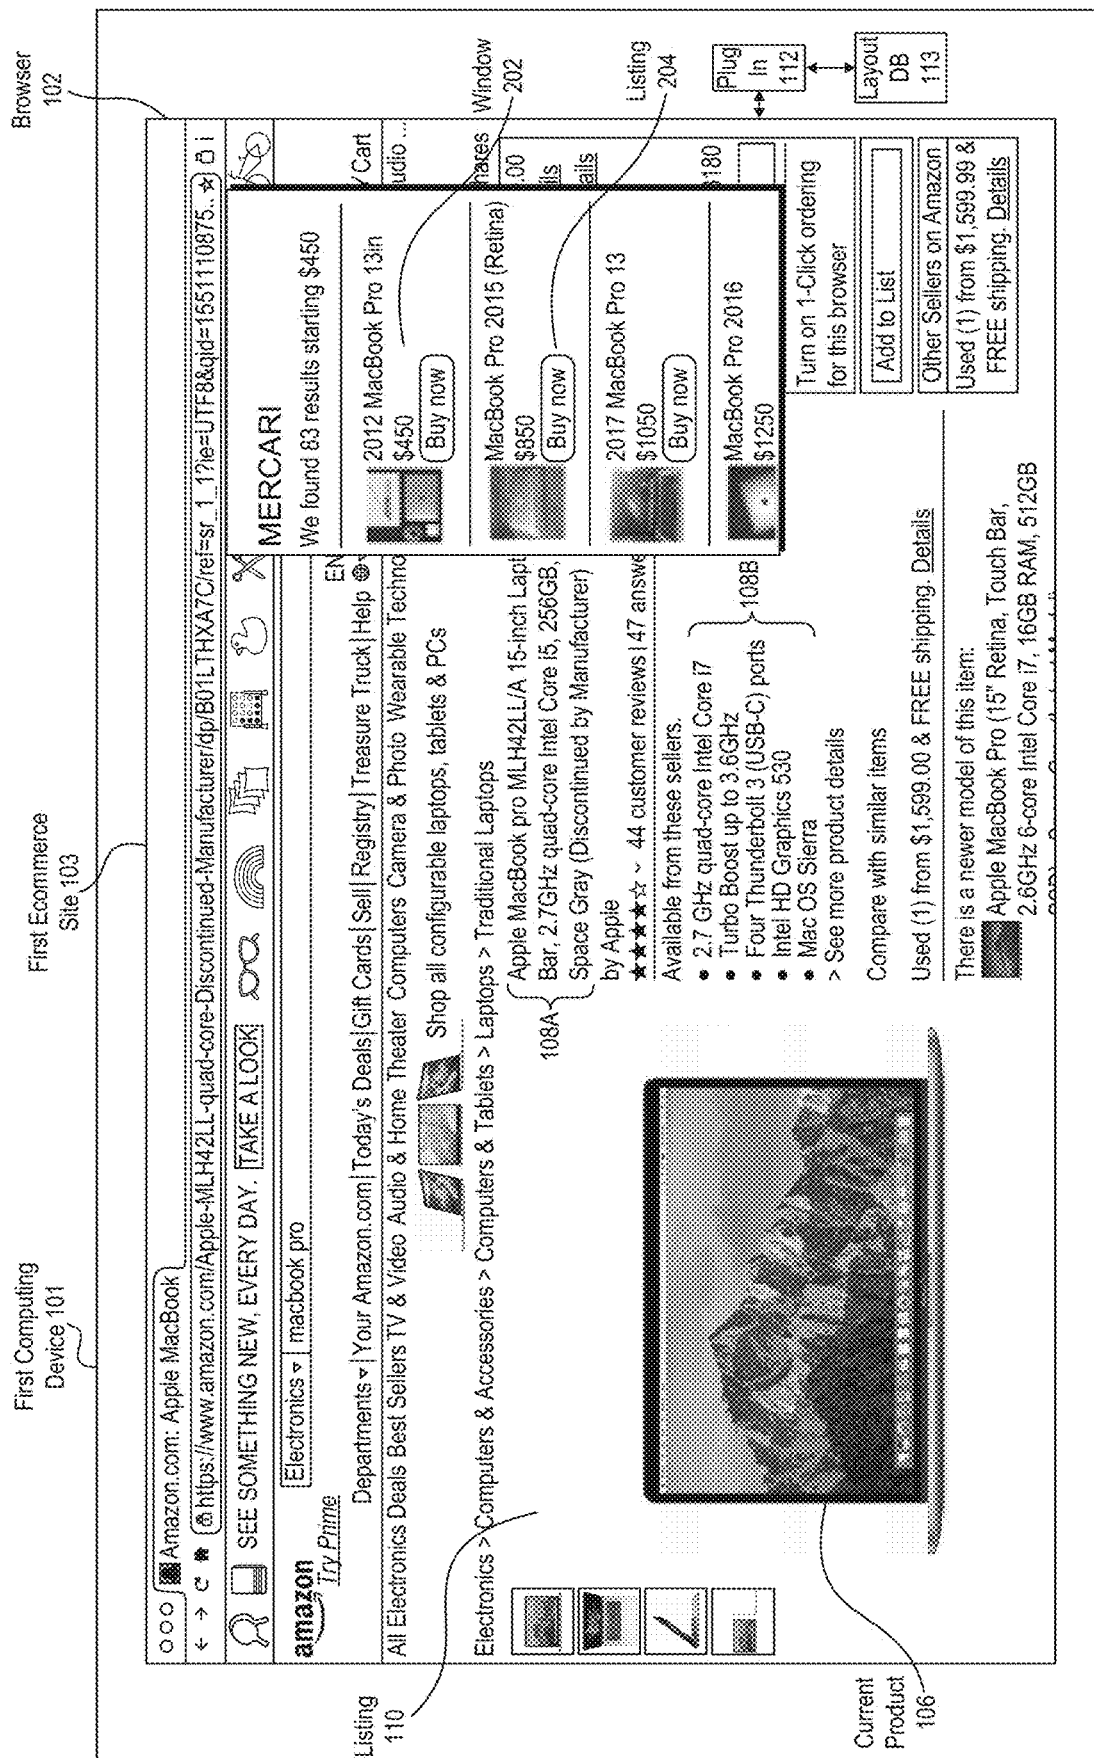 First Computing
Device 101
First Ecommerce
Site 103
Browser
102
Amazon.com: Apple MacBook
https://www.amazon.com/Apple-MLH42LL-quad-core-Discontinued-Manufacturer/dp/B01LTHXA7C/ref=sr_1_1?ie=UTF8&qid=1551110875..
SEE SOMETHING NEW, EVERY DAY. TAKE A LOOK
amazon
Try Prime
Electronics macbook pro
EN
Cart
Departments | Your Amazon.com | Today's Deals | Gift Cards | Sell | Registry | Treasure Truck | Help
All Electronics Deals Best Sellers TV & Video Audio & Home Theater Computers Camera & Photo Wearable Techno
udio ...
Shop all configurable laptops, tablets & PCs
Electronics > Computers & Accessories > Computers & Tablets > Laptops > Traditional Laptops
hares
108A
Apple MacBook pro MLH42LL/A 15-inch Lapt
Bar, 2.7GHz quad-core Intel Core i5, 256GB,
Space Gray (Discontinued by Manufacturer)
by Apple
44 customer reviews | 47 answe
Available from these sellers.
• 2.7 GHz quad-core Intel Core i7
• Turbo Boost up to 3.6GHz
• Four Thunderbolt 3 (USB-C) ports
• Intel HD Graphics 530
• Mac OS Sierra
108B
> See more product details
Compare with similar items
Used (1) from $1,599.00 & FREE shipping. Details
There is a newer model of this item:
Apple MacBook Pro (15" Retina, Touch Bar,
2.6GHz 6-core Intel Core i7, 16GB RAM, 512GB
MERCARI
We found 83 results starting $450
2012 MacBook Pro 13in
$450
Buy now
MacBook Pro 2015 (Retina)
$850
Buy now
2017 MacBook Pro 13
$1050
Buy now
MacBook Pro 2016
$1250
.00
ails
$180
Turn on 1-Click ordering
for this browser
Add to List
Other Sellers on Amazon
Used (1) from $1,599.99 &
FREE shipping. Details
Window
202
Listing
204
Plug
In
112
Layout
DB
113
Listing
110
Current
Product
106